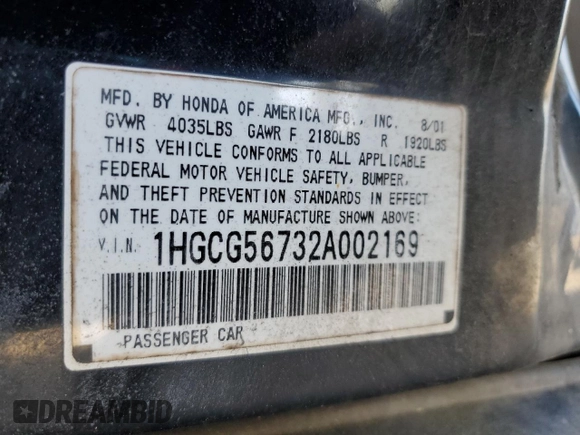 MFD. BY HONDA OF AMERICA MFG., INC. 8/01
GVWR 4035LBS GAWR F 2180LBS R 1920LBS
THIS VEHICLE CONFORMS TO ALL APPLICABLE
FEDERAL MOTOR VEHICLE SAFETY, BUMPER,
AND THEFT PREVENTION STANDARDS IN EFFECT
ON THE DATE OF MANUFACTURE SHOWN ABOVE:
V.I.N. 1HGCG56732A002169
PASSENGER CAR
DREAMBID